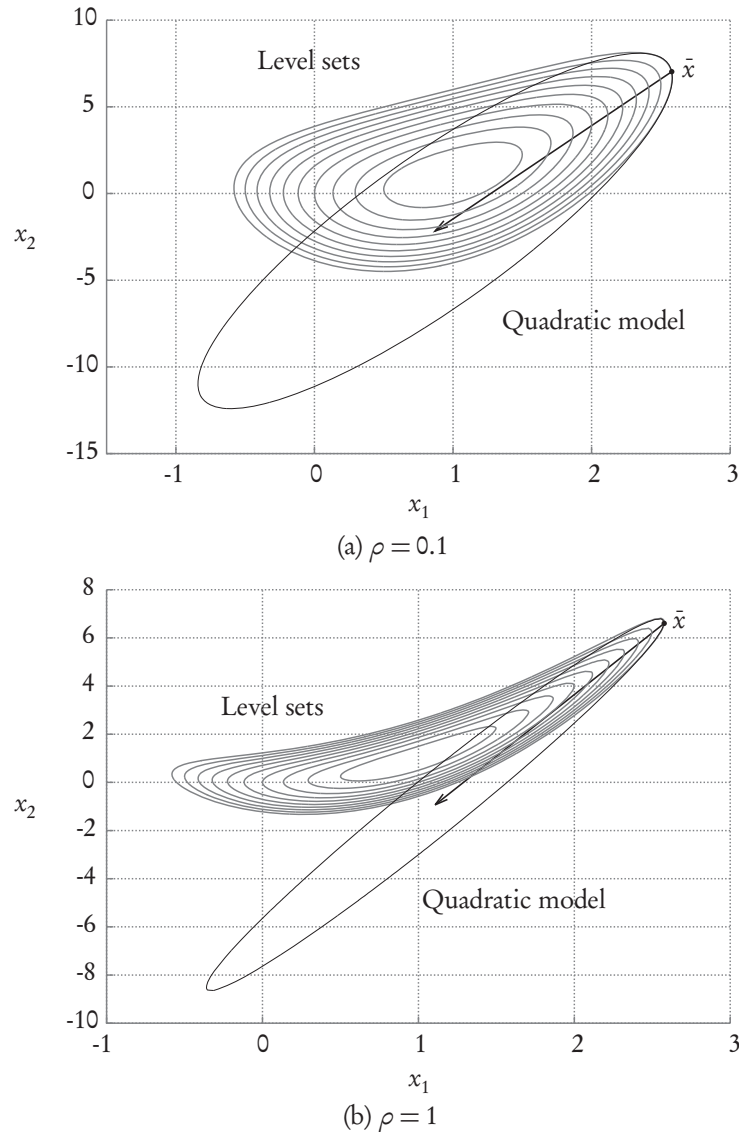 10
Level sets
x̄
5
0
x₂
-5
Quadratic model
-10
-15
-1 0 1 2 3
x₁
(a) ρ = 0.1
8
6
x̄
4
Level sets
2
0
x₂
-2
-4
Quadratic model
-6
-8
-10
-1 0 1 2 3
x₁
(b) ρ = 1